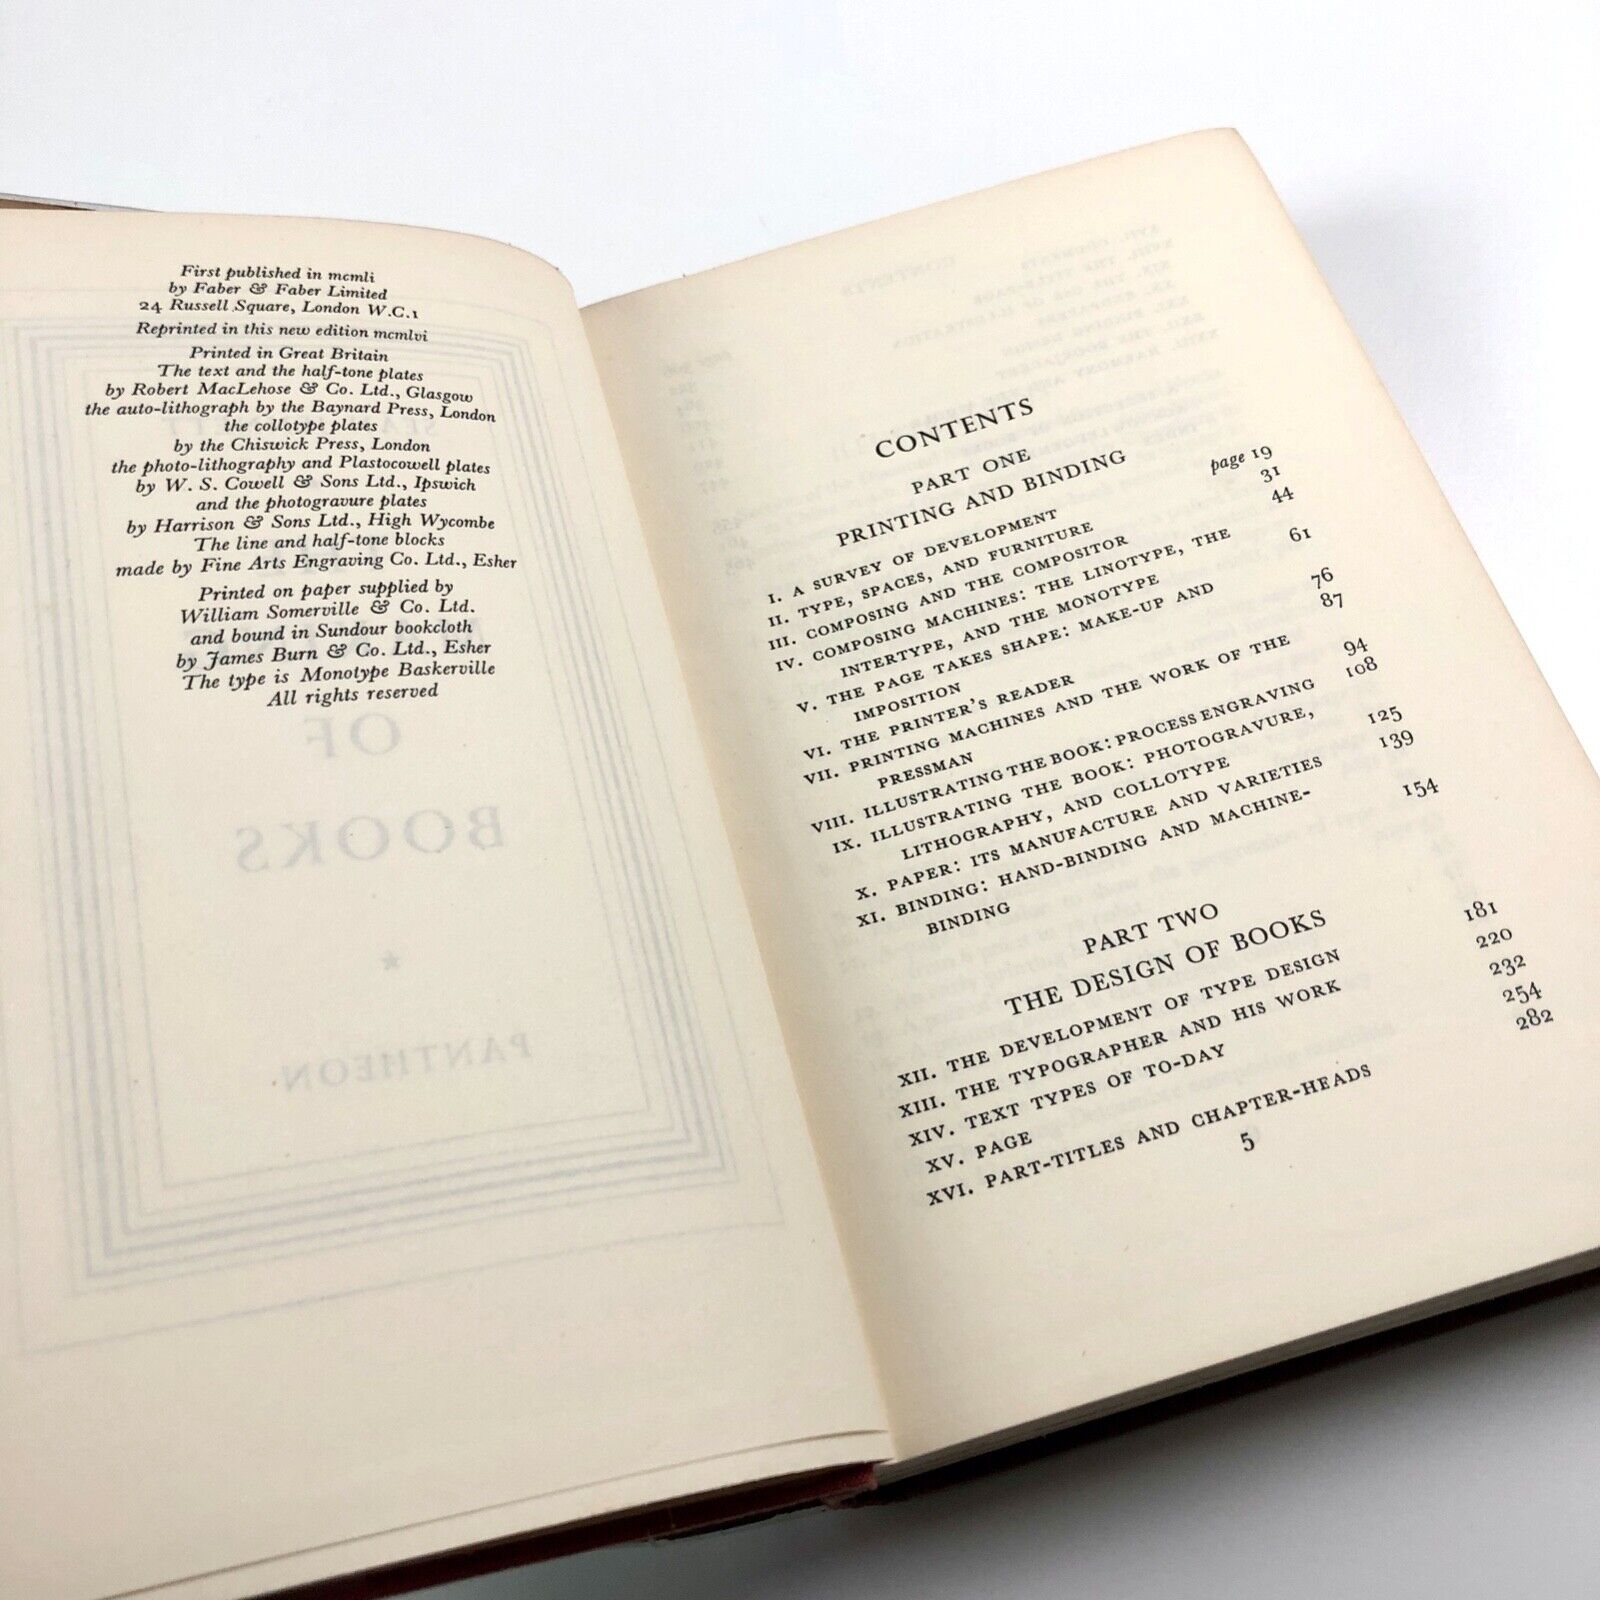 First published in mcmli
by Faber & Faber Limited
24 Russell Square, London W.C.1
Reprinted in this new edition mcmlvi
Printed in Great Britain
The text and the half-tone plates
by Robert MacLehose & Co. Ltd., Glasgow
the auto-lithograph by the Baynard Press, London
the collotype plates
by the Chiswick Press, London
the photo-lithography and Plastocowell plates
by W. S. Cowell & Sons Ltd., Ipswich
and the photogravure plates
by Harrison & Sons Ltd., High Wycombe
The line and half-tone blocks
made by Fine Arts Engraving Co. Ltd., Esher
Printed on paper supplied by
William Somerville & Co. Ltd.
and bound in Sundour bookcloth
by James Burn & Co. Ltd., Esher
The type is Monotype Baskerville
All rights reserved
OF
BOOKS
*
PANTHEON
CONTENTS
PART ONE
PRINTING AND BINDING
I. A SURVEY OF DEVELOPMENT page 19
II. TYPE, SPACES, AND FURNITURE 31
III. COMPOSING AND THE COMPOSITOR 44
IV. COMPOSING MACHINES: THE LINOTYPE, THE
INTERTYPE, AND THE MONOTYPE 61
V. THE PAGE TAKES SHAPE: MAKE-UP AND
IMPOSITION 76
VI. THE PRINTER'S READER 87
VII. PRINTING MACHINES AND THE WORK OF THE
PRESSMAN 94
VIII. ILLUSTRATING THE BOOK: PROCESS ENGRAVING 108
IX. ILLUSTRATING THE BOOK: PHOTOGRAVURE,
LITHOGRAPHY, AND COLLOTYPE 125
X. PAPER: ITS MANUFACTURE AND VARIETIES 139
XI. BINDING: HAND-BINDING AND MACHINE-
BINDING 154
PART TWO
THE DESIGN OF BOOKS
XII. THE DEVELOPMENT OF TYPE DESIGN 181
XIII. THE TYPOGRAPHER AND HIS WORK 220
XIV. TEXT TYPES OF TO-DAY 232
XV. PAGE 254
XVI. PART-TITLES AND CHAPTER-HEADS 282
5